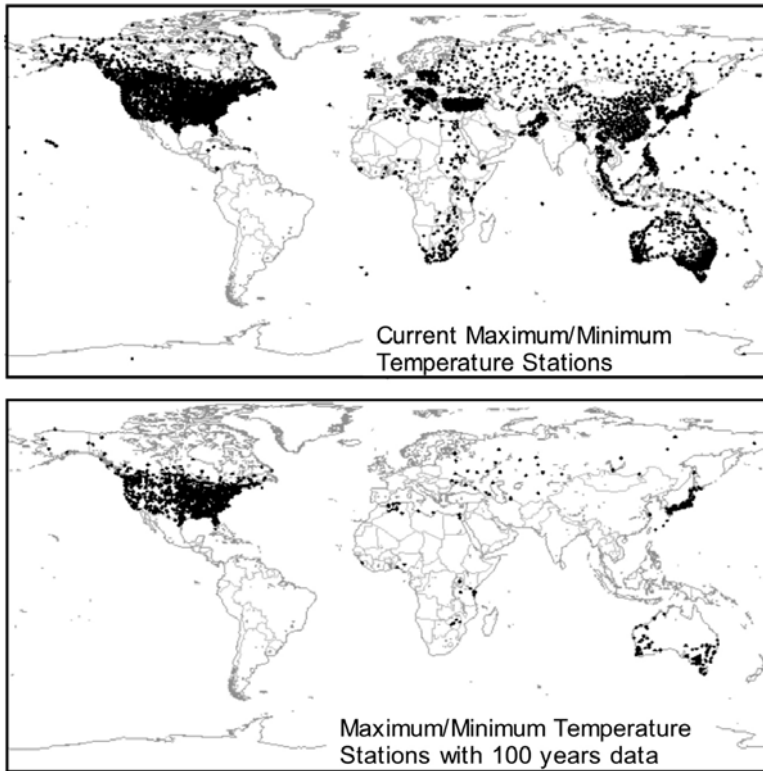 Current Maximum/Minimum
Temperature Stations
Maximum/Minimum Temperature
Stations with 100 years data